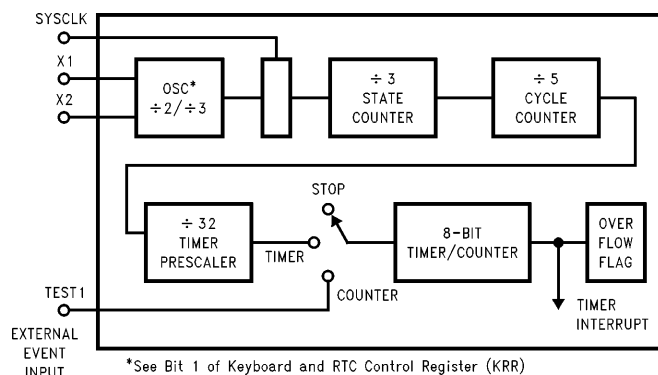 SYSCLK
X1
X2
OSC*
÷2/÷3
÷ 3
STATE
COUNTER
÷ 5
CYCLE
COUNTER
÷ 32
TIMER
PRESCALER
STOP
TIMER
COUNTER
8-BIT
TIMER/COUNTER
OVER
FLOW
FLAG
TIMER
INTERRUPT
TEST1
EXTERNAL
EVENT
INPUT
*See Bit 1 of Keyboard and RTC Control Register (KRR)